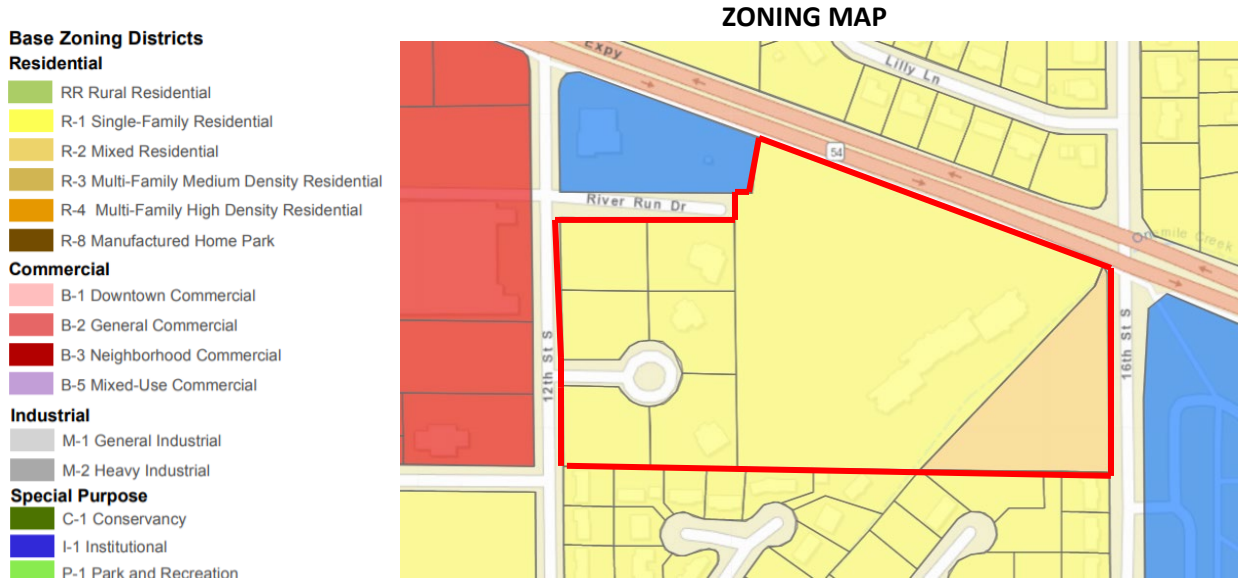 ZONING MAP
Base Zoning Districts
Residential
RR Rural Residential
R-1 Single-Family Residential
R-2 Mixed Residential
R-3 Multi-Family Medium Density Residential
R-4 Multi-Family High Density Residential
R-8 Manufactured Home Park
Commercial
B-1 Downtown Commercial
B-2 General Commercial
B-3 Neighborhood Commercial
B-5 Mixed-Use Commercial
Industrial
M-1 General Industrial
M-2 Heavy Industrial
Special Purpose
C-1 Conservancy
I-1 Institutional
P-1 Park and Recreation
Expy
Lilly Ln
54
River Run Dr
Onemile Creek
12th St S
16th St S